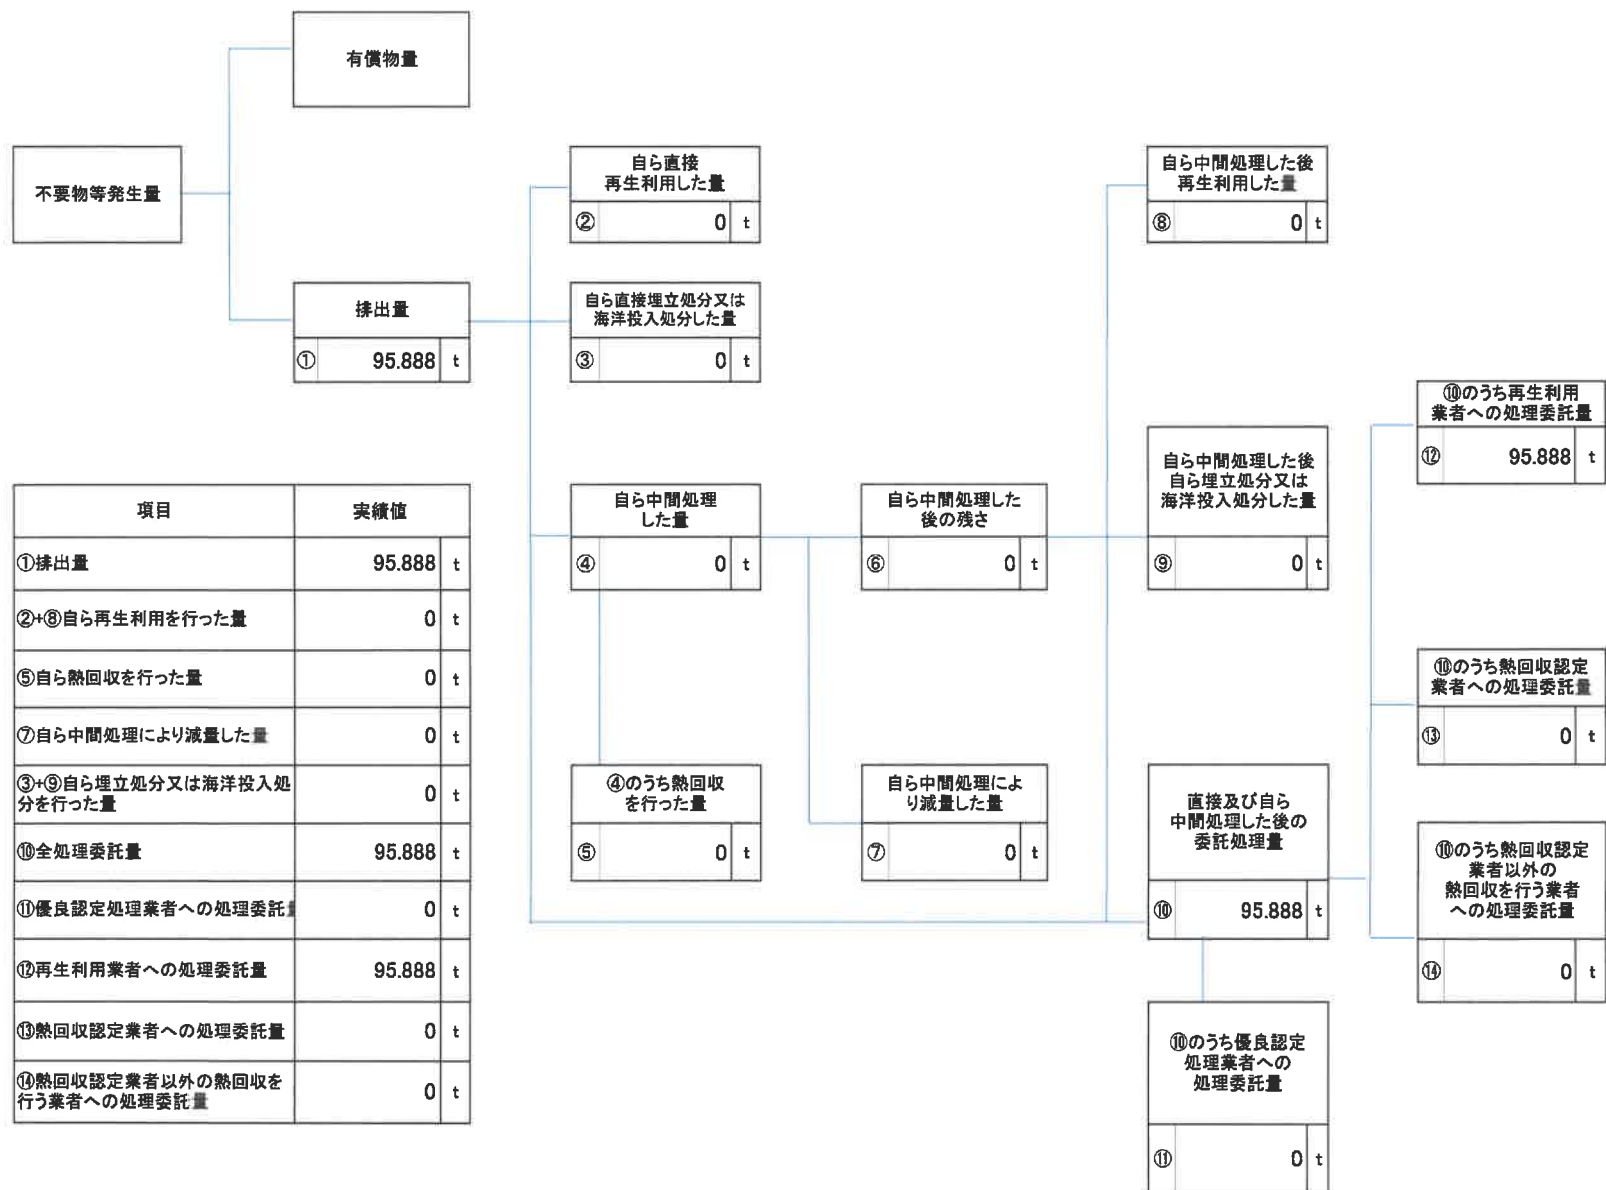 有償物量
不要物等発生量
排出量
① 95.888 t
自ら直接
再生利用した量
② 0 t
自ら直接埋立処分又は
海洋投入処分した量
③ 0 t
自ら中間処理
した量
④ 0 t
④のうち熱回収
を行った量
⑤ 0 t
自ら中間処理した
後の残さ
⑥ 0 t
自ら中間処理によ
り減量した量
⑦ 0 t
自ら中間処理した後
再生利用した量
⑧ 0 t
自ら中間処理した後
自ら埋立処分又は
海洋投入処分した量
⑨ 0 t
直接及び自ら
中間処理した後の
委託処理量
⑩ 95.888 t
⑩のうち優良認定
処理業者への
処理委託量
⑪ 0 t
⑩のうち再生利用
業者への処理委託量
⑫ 95.888 t
⑩のうち熱回収認定
業者への処理委託量
⑬ 0 t
⑩のうち熱回収認定
業者以外の
熱回収を行う業者
への処理委託量
⑭ 0 t
項目 実績値
①排出量 95.888 t
②+⑧自ら再生利用を行った量 0 t
⑤自ら熱回収を行った量 0 t
⑦自ら中間処理により減量した量 0 t
③+⑨自ら埋立処分又は海洋投入処
分を行った量 0 t
⑩全処理委託量 95.888 t
⑪優良認定処理業者への処理委託量 0 t
⑫再生利用業者への処理委託量 95.888 t
⑬熱回収認定業者への処理委託量 0 t
⑭熱回収認定業者以外の熱回収を
行う業者への処理委託量 0 t